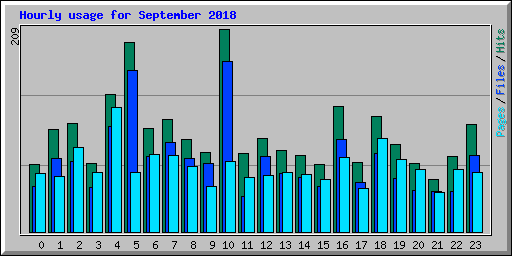 Hourly usage for September 2018
209
Pages/Files/Hits
0 1 2 3 4 5 6 7 8 9 10 11 12 13 14 15 16 17 18 19 20 21 22 23